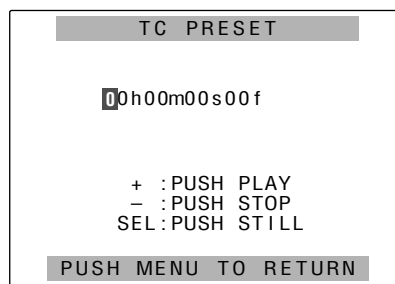 TC PRESET
00h00m00s00f
+ :PUSH PLAY
– :PUSH STOP
SEL:PUSH STILL
PUSH MENU TO RETURN